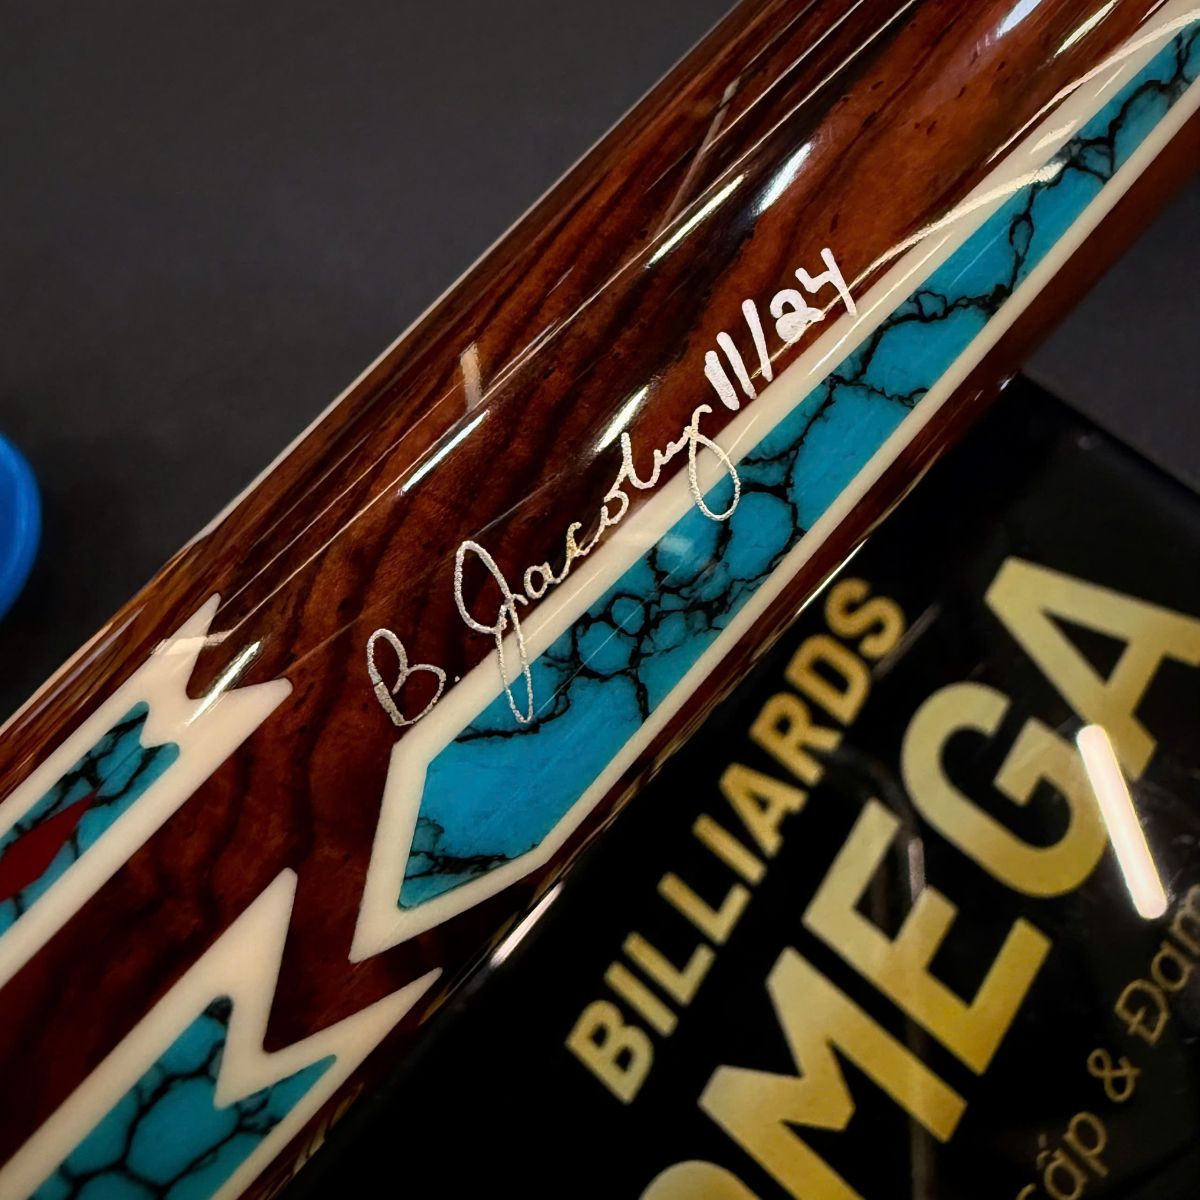 B. Jacoby 11/24
BILLIARDS
OMEGA
cấp & Đam